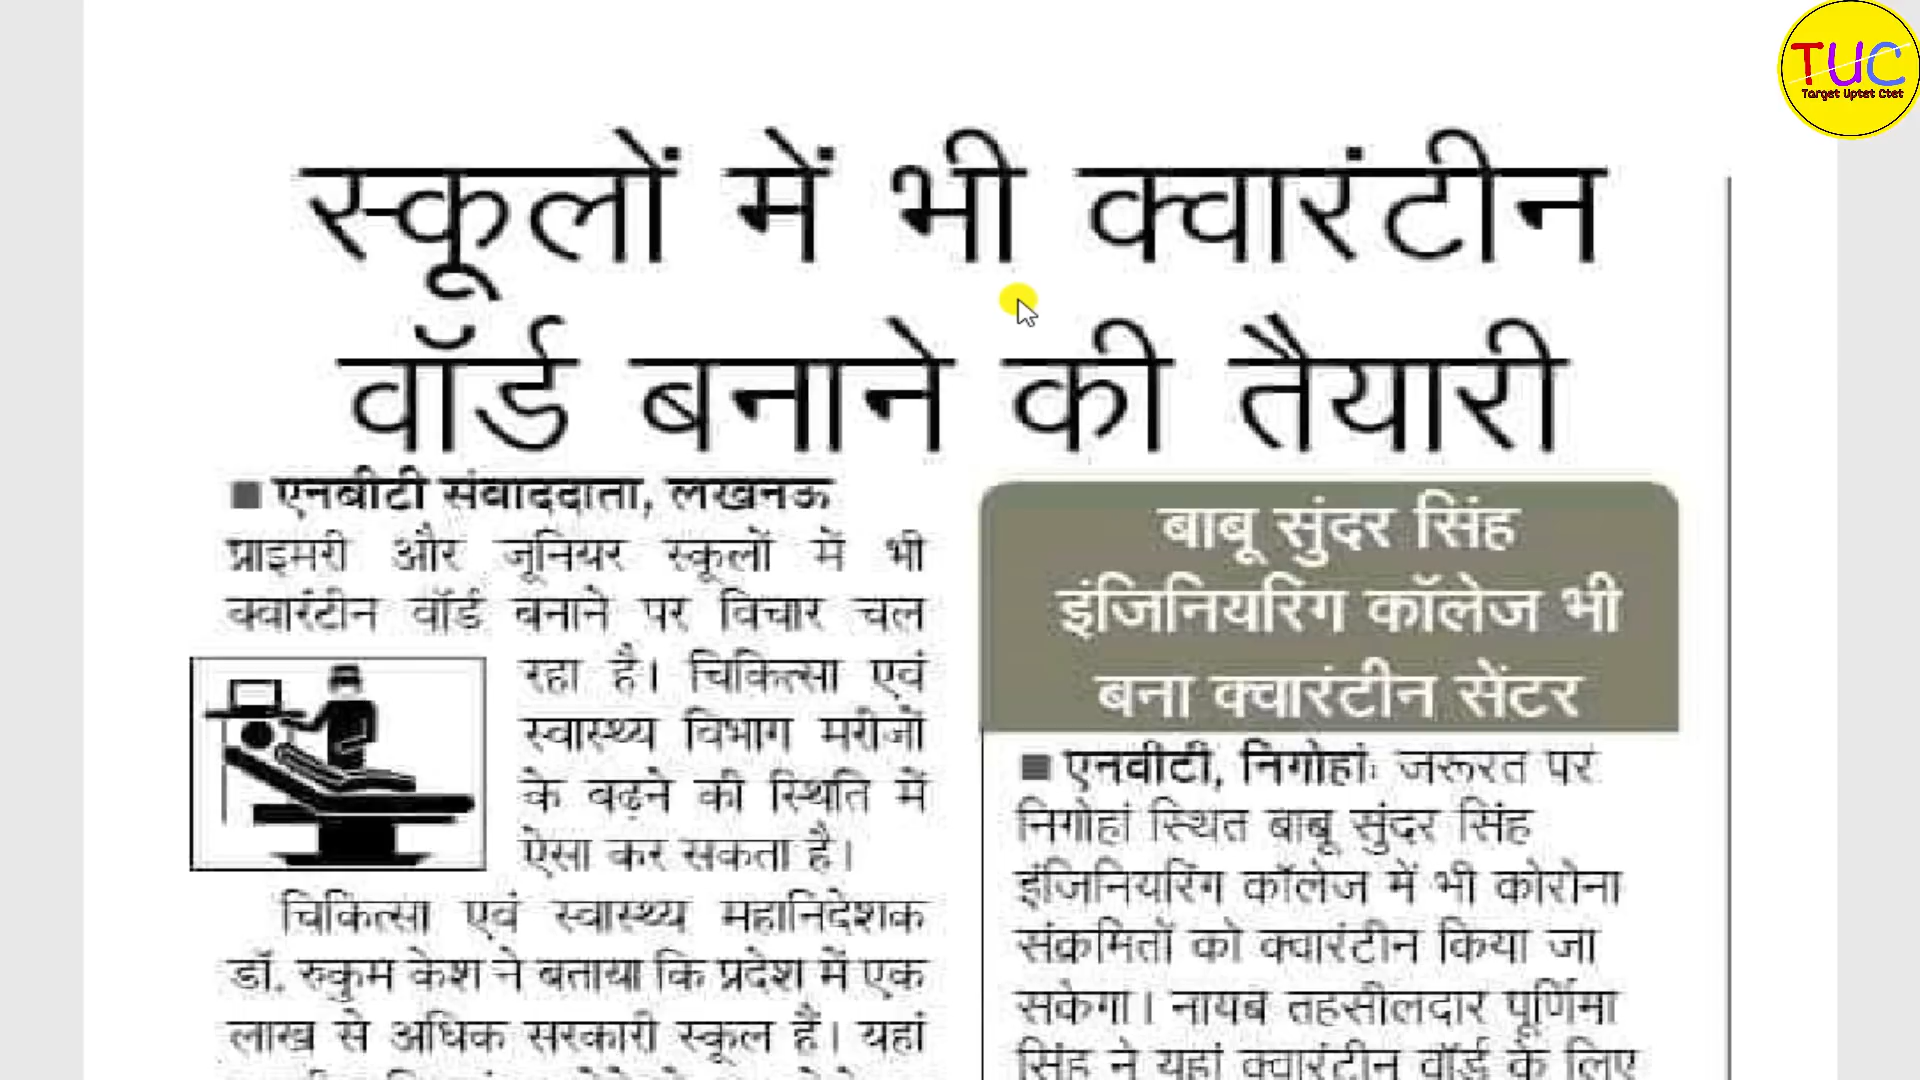 TUC
Target Uptet Ctet
स्कूलों में भी क्वारंटीन
वॉर्ड बनाने की तैयारी
■ एनबीटी संवाददाता, लखनऊ
प्राइमरी और जूनियर स्कूलों में भी
क्वारंटीन वॉर्ड बनाने पर विचार चल
रहा है। चिकित्सा एवं
स्वास्थ्य विभाग मरीजों
के बढ़ने की स्थिति में
ऐसा कर सकता है।
चिकित्सा एवं स्वास्थ्य महानिदेशक
डॉ. रुकुम केश ने बताया कि प्रदेश में एक
लाख से अधिक सरकारी स्कूल हैं। यहां
बाबू सुंदर सिंह
इंजिनियरिंग कॉलेज भी
बना क्वारंटीन सेंटर
■ एनबीटी, निगोहां: जरूरत पर
निगोहां स्थित बाबू सुंदर सिंह
इंजिनियरिंग कॉलेज में भी कोरोना
संक्रमितों को क्वारंटीन किया जा
सकेगा। नायब तहसीलदार पूर्णिमा
सिंह ने यहां क्वारंटीन वॉर्ड के लिए